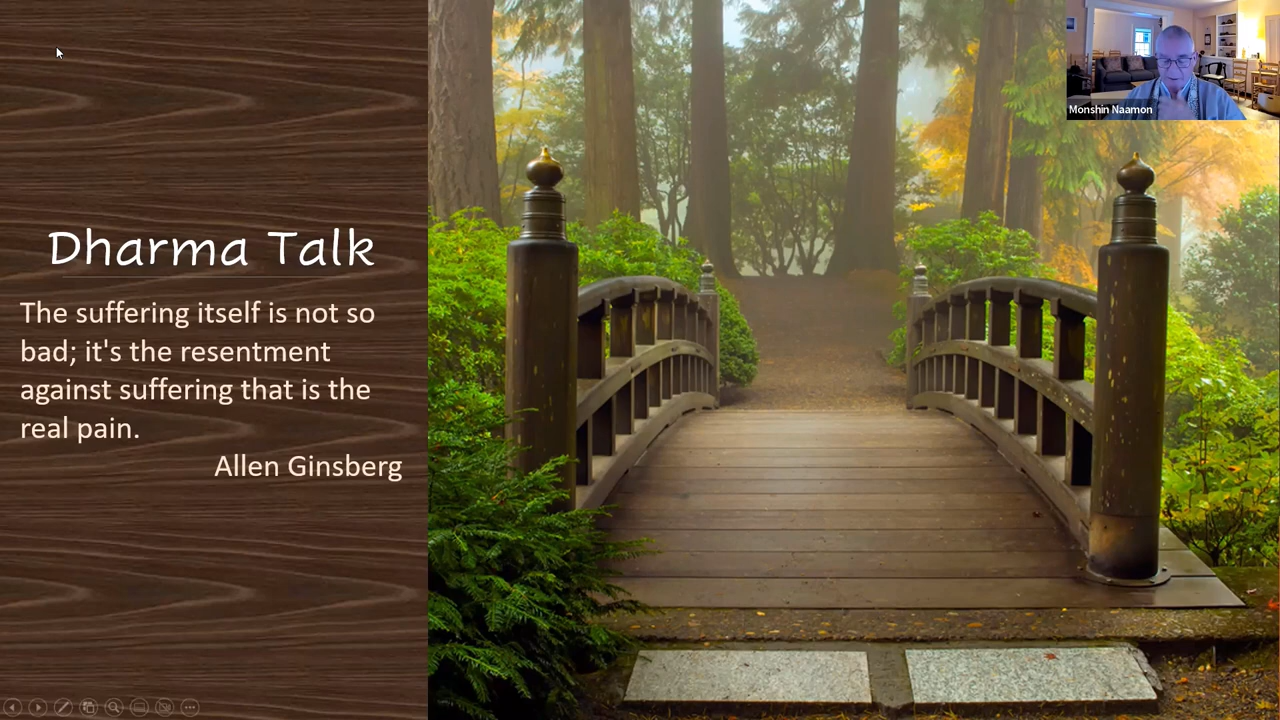 Dharma Talk
The suffering itself is not so
bad; it's the resentment
against suffering that is the
real pain.
Allen Ginsberg
Monshin Naamon